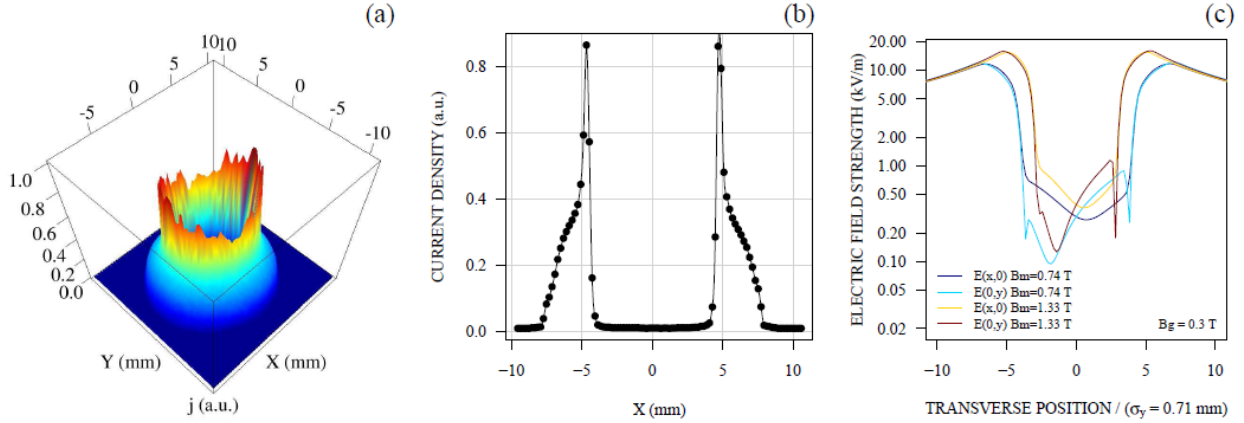 (a)
10
10
5
5
0
0
-5
-5
-10
1.0
0.8
0.6
0.4
0.2
0.0
Y (mm)
X (mm)
j (a.u.)
(b)
CURRENT DENSITY (a.u.)
0.8
0.6
0.4
0.2
0.0
−10
−5
0
5
10
X (mm)
(c)
ELECTRIC FIELD STRENGTH (kV/m)
20.00
10.00
5.00
2.00
1.00
0.50
0.20
0.10
0.05
0.02
E(x,0) Bm=0.74 T
E(0,y) Bm=0.74 T
E(x,0) Bm=1.33 T
E(0,y) Bm=1.33 T
Bg = 0.3 T
−10
−5
0
5
10
TRANSVERSE POSITION / (σy = 0.71 mm)